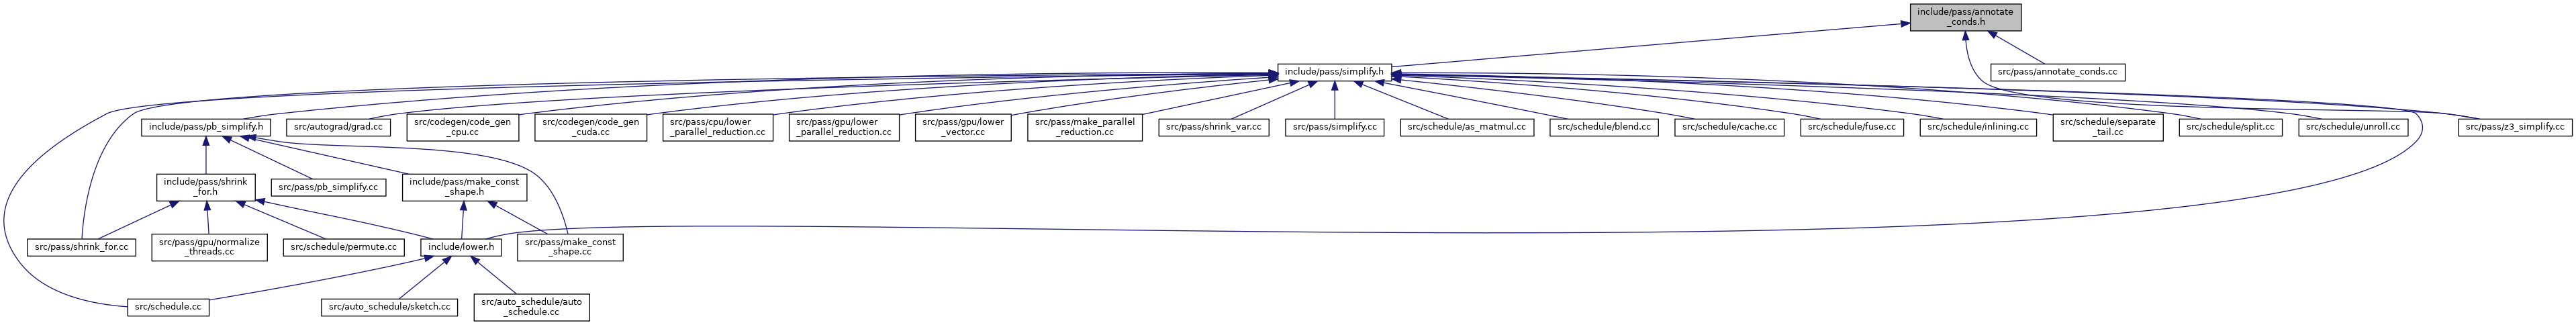 include/pass/annotate
_conds.h
include/pass/simplify.h
src/pass/annotate_conds.cc
include/pass/pb_simplify.h
src/autograd/grad.cc
src/codegen/code_gen
_cpu.cc
src/codegen/code_gen
_cuda.cc
src/pass/cpu/lower
_parallel_reduction.cc
src/pass/gpu/lower
_parallel_reduction.cc
src/pass/gpu/lower
_vector.cc
src/pass/make_parallel
_reduction.cc
src/pass/shrink_var.cc
src/pass/simplify.cc
src/schedule/as_matmul.cc
src/schedule/blend.cc
src/schedule/cache.cc
src/schedule/fuse.cc
src/schedule/inlining.cc
src/schedule/separate
_tail.cc
src/schedule/split.cc
src/schedule/unroll.cc
src/pass/z3_simplify.cc
include/pass/shrink
_for.h
src/pass/pb_simplify.cc
include/pass/make_const
_shape.h
src/pass/shrink_for.cc
src/pass/gpu/normalize
_threads.cc
src/schedule/permute.cc
include/lower.h
src/pass/make_const
_shape.cc
src/schedule.cc
src/auto_schedule/sketch.cc
src/auto_schedule/auto
_schedule.cc